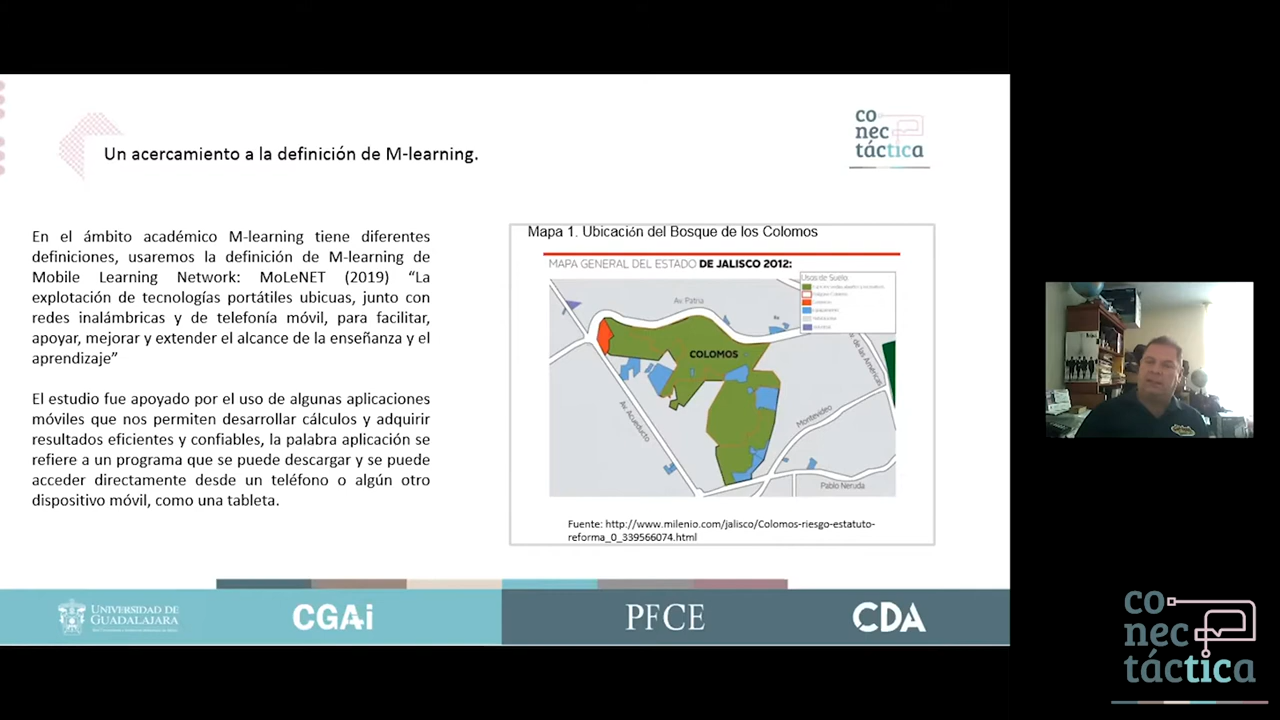 Un acercamiento a la definición de M-learning.
co
nec
táctica
En el ámbito académico M-learning tiene diferentes
definiciones, usaremos la definición de M-learning de
Mobile Learning Network: MoLeNET (2019) “La
explotación de tecnologías portátiles ubicuas, junto con
redes inalámbricas y de telefonía móvil, para facilitar,
apoyar, mejorar y extender el alcance de la enseñanza y el
aprendizaje”
El estudio fue apoyado por el uso de algunas aplicaciones
móviles que nos permiten desarrollar cálculos y adquirir
resultados eficientes y confiables, la palabra aplicación se
refiere a un programa que se puede descargar y se puede
acceder directamente desde un teléfono o algún otro
dispositivo móvil, como una tableta.
Mapa 1. Ubicación del Bosque de los Colomos
MAPA GENERAL DEL ESTADO DE JALISCO 2012:
Usos de Suelo
Av. Patria
COLOMOS
Av. de las Américas
Av. Acueducto
Montevideo
Pablo Neruda
Fuente: http://www.milenio.com/jalisco/Colomos-riesgo-estatuto-
reforma_0_339566074.html
UNIVERSIDAD DE
GUADALAJARA
CGAi
PFCE
CDA
co
nec
táctica